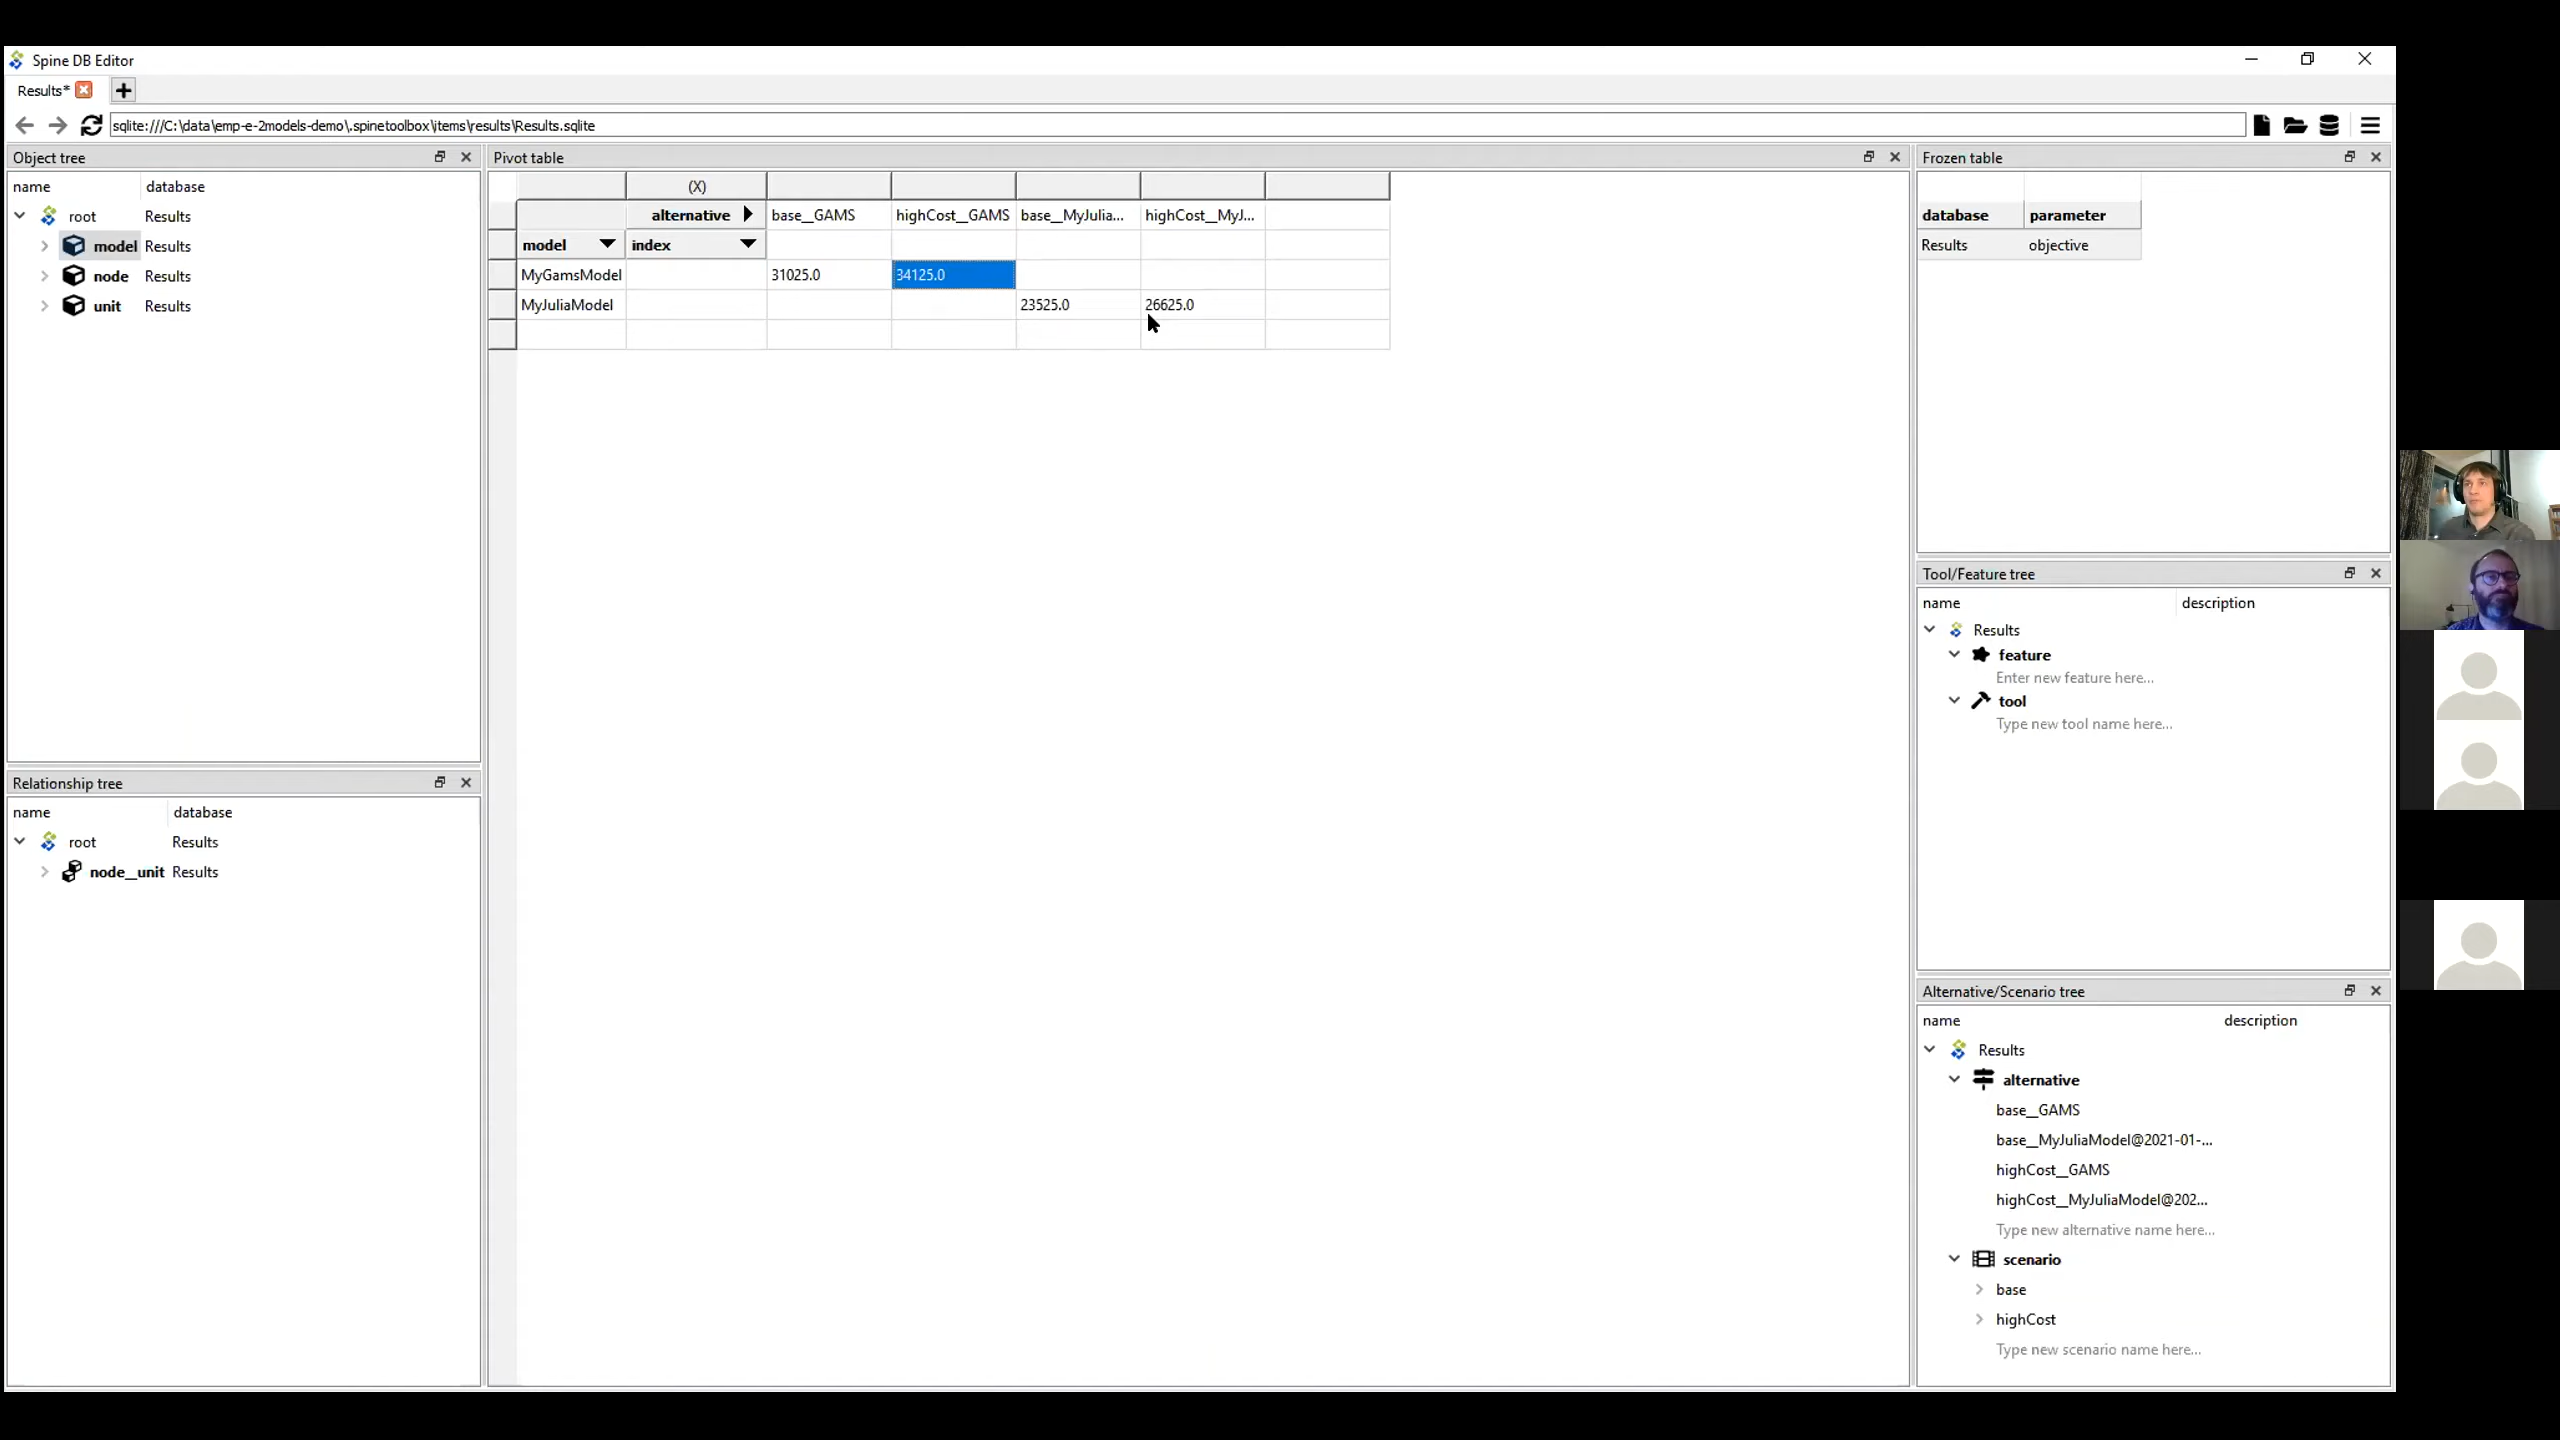 Spine DB Editor
Results*
sqlite:///C:\data\emp-e-2models-demo\.spinetoolbox\items\results\Results.sqlite
Object tree
name database
root Results
model Results
node Results
unit Results
Relationship tree
name database
root Results
node__unit Results
Pivot table
(X)
alternative base__GAMS highCost__GAMS base__MyJulia... highCost__MyJ...
model index
MyGamsModel 31025.0 34125.0
MyJuliaModel 23525.0 26625.0
Frozen table
database parameter
Results objective
Tool/Feature tree
name description
Results
feature
Enter new feature here...
tool
Type new tool name here...
Alternative/Scenario tree
name description
Results
alternative
base__GAMS
base__MyJuliaModel@2021-01-...
highCost__GAMS
highCost__MyJuliaModel@202...
Type new alternative name here...
scenario
base
highCost
Type new scenario name here...